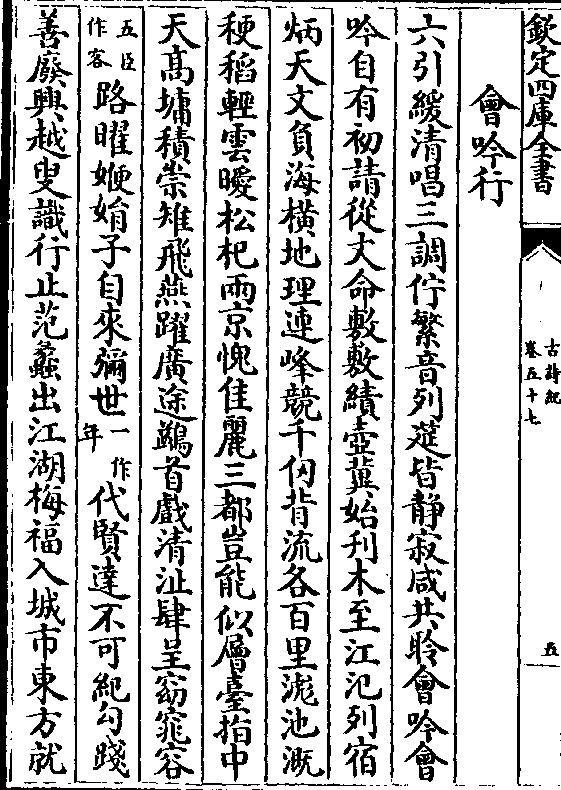 欽定四庫全書
古詩紀
卷五十七
五
會吟行
六引緩清唱三調佇繁音列筵皆静寂咸共聆會吟會
吟自有初請從文命敷敷績壺冀始刋木至江汜列宿
炳天文負海横地理連峰競千仞背流各百里滮池溉
粳稻輕雲曖松杞兩京愧佳麗三都豈能似層臺指中
天髙墉積崇雉飛燕躍廣途鷁首戲清沚肆呈窈窕容
五臣作客路曜㛹娟子自來彌世一作年代賢達不可紀勾踐
善廢興越叟識行止范蠡出江湖梅福入城市東方就